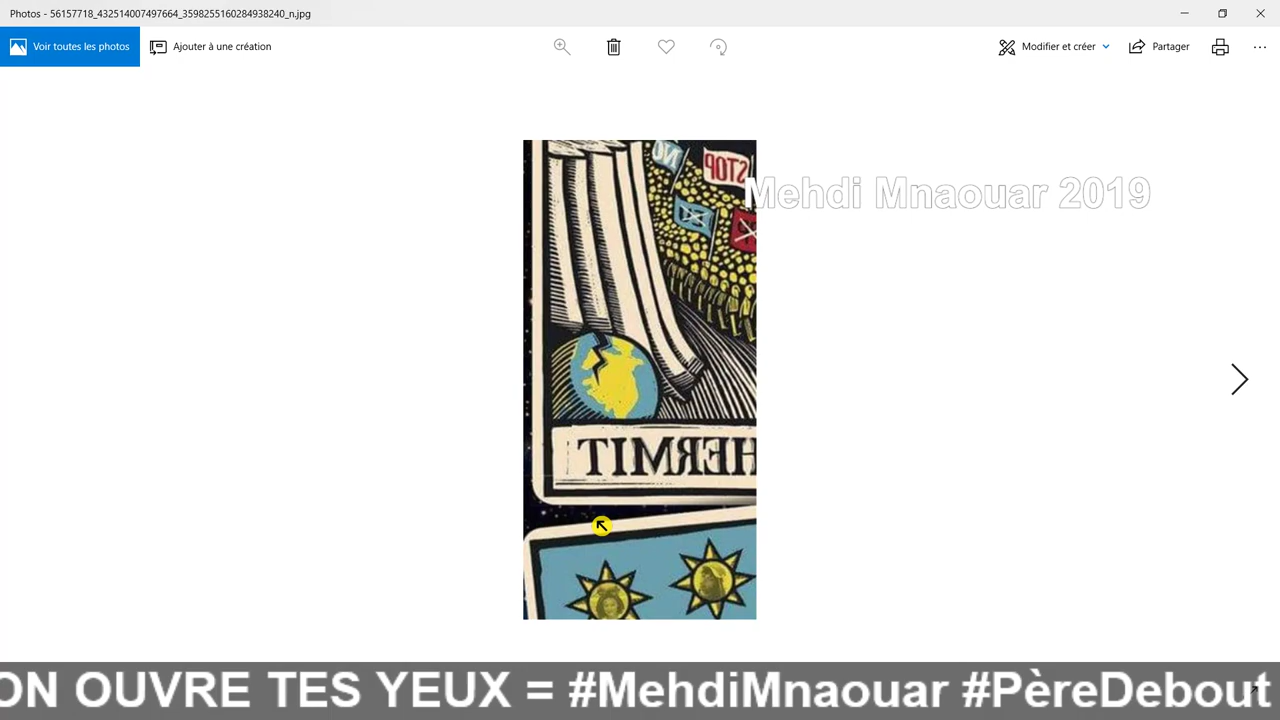 Photos - 56157718_432514007497664_3598255160284938240_n.jpg
Voir toutes les photos
Ajouter à une création
Modifier et créer
Partager
NO
STOP
Mehdi Mnaouar 2019
HERMIT
ON OUVRE TES YEUX = #MehdiMnaouar #PèreDebout